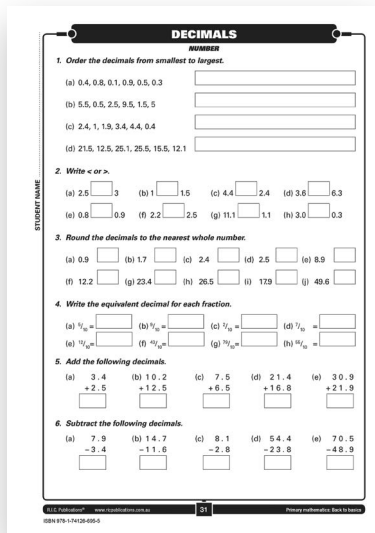 DECIMALS
NUMBER
1. Order the decimals from smallest to largest.
(a) 0.4, 0.8, 0.1, 0.9, 0.5, 0.3
(b) 5.5, 0.5, 2.5, 9.5, 1.5, 5
(c) 2.4, 1, 1.9, 3.4, 4.4, 0.4
(d) 21.5, 12.5, 25.1, 25.5, 15.5, 12.1
2. Write < or >.
(a) 2.5 3 (b) 1 1.5 (c) 4.4 2.4 (d) 3.6 6.3
(e) 0.8 0.9 (f) 2.2 2.5 (g) 11.1 1.1 (h) 3.0 0.3
3. Round the decimals to the nearest whole number.
(a) 0.9 (b) 1.7 (c) 2.4 (d) 2.5 (e) 8.9
(f) 12.2 (g) 23.4 (h) 26.5 (i) 17.9 (j) 49.6
4. Write the equivalent decimal for each fraction.
(a) 5/10 = (b) = (c) 2/10 = (d) 7/10 =
(e) 12/10 = (f) = (g) = (h) =
5. Add the following decimals.
(a) 3.4 (b) 10.2 (c) 7.5 (d) 21.4 (e) 30.9
+2.5 +12.5 +6.5 +16.8 +21.9
6. Subtract the following decimals.
(a) 7.9 (b) 14.7 (c) 8.1 (d) 54.4 (e) 70.5
−3.4 −11.6 −2.8 −23.8 −48.9
STUDENT NAME
R.I.C. Publications® www.ricpublications.com.au 31 Primary mathematics: Back to basics
ISBN 978-1-74126-695-5